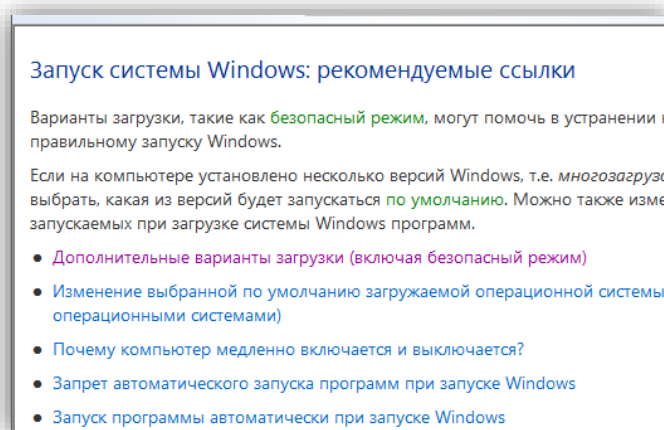 Запуск системы Windows: рекомендуемые ссылки
Варианты загрузки, такие как безопасный режим, могут помочь в устранении
правильному запуску Windows.
Если на компьютере установлено несколько версий Windows, т.е. многозагруз
выбрать, какая из версий будет запускаться по умолчанию. Можно также изме
запускаемых при загрузке системы Windows программ.
• Дополнительные варианты загрузки (включая безопасный режим)
• Изменение выбранной по умолчанию загружаемой операционной системы
операционными системами)
• Почему компьютер медленно включается и выключается?
• Запрет автоматического запуска программ при запуске Windows
• Запуск программы автоматически при запуске Windows